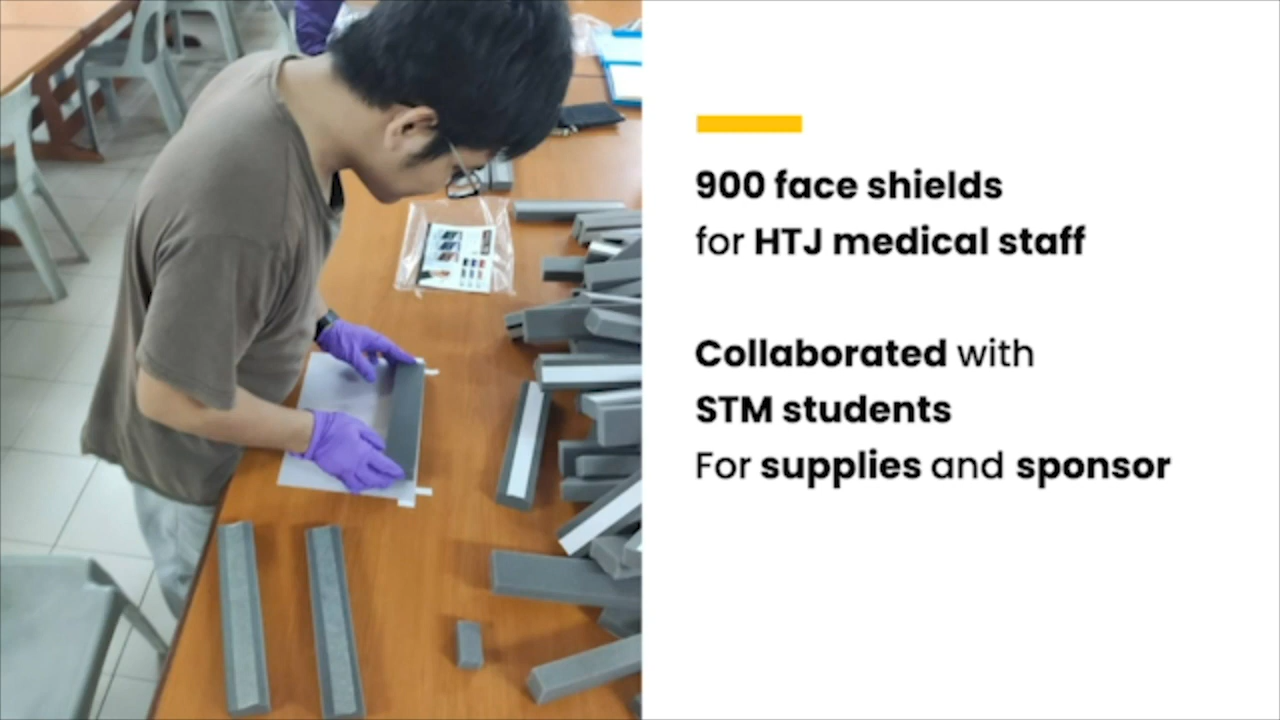 900 face shields
for HTJ medical staff
Collaborated with
STM students
For supplies and sponsor